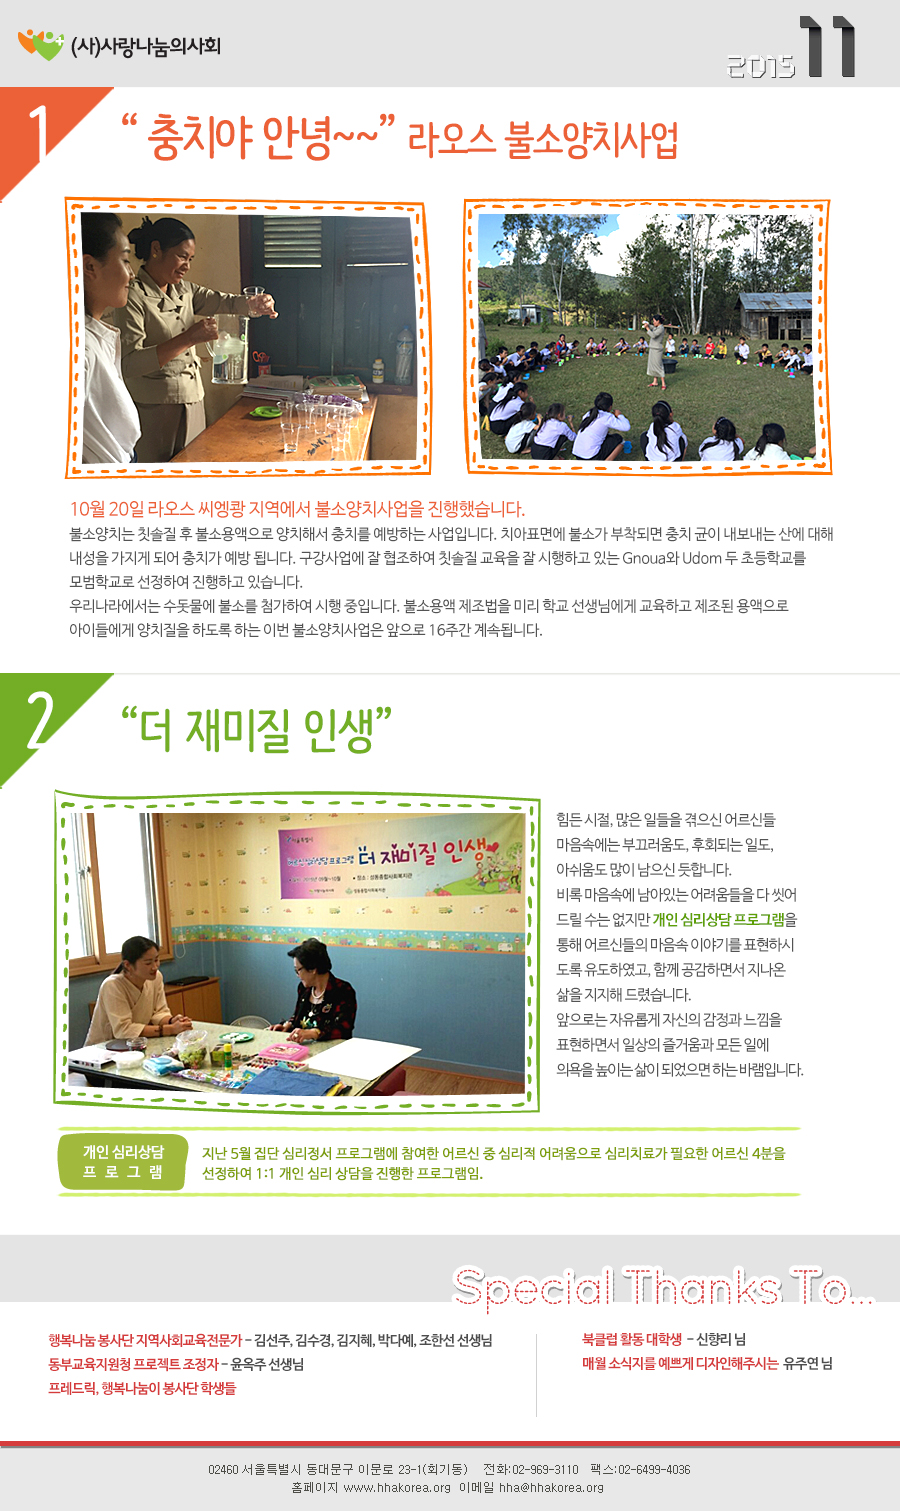 (사)사랑나눔의사회
2015 11
1
“ 충치야 안녕~~” 라오스 불소양치사업
10월 20일 라오스 씨엥쾅 지역에서 불소양치사업을 진행했습니다.
불소양치는 칫솔질 후 불소용액으로 양치해서 충치를 예방하는 사업입니다. 치아표면에 불소가 부착되면 충치 균이 내보내는 산에 대해
내성을 가지게 되어 충치가 예방 됩니다. 구강사업에 잘 협조하여 칫솔질 교육을 잘 시행하고 있는 Gnoua와 Udom 두 초등학교를
모범학교로 선정하여 진행하고 있습니다.
우리나라에서는 수돗물에 불소를 첨가하여 시행 중입니다. 불소용액 제조법을 미리 학교 선생님에게 교육하고 제조된 용액으로
아이들에게 양치질을 하도록 하는 이번 불소양치사업은 앞으로 16주간 계속됩니다.
2
“더 재미질 인생”
어르신 심리상담 프로그램 더 재미질 인생
힘든 시절, 많은 일들을 겪으신 어르신들
마음속에는 부끄러움도, 후회되는 일도,
아쉬움도 많이 남으신 듯합니다.
비록 마음속에 남아있는 어려움들을 다 씻어
드릴 수는 없지만 개인 심리상담 프로그램을
통해 어르신들의 마음속 이야기를 표현하시
도록 유도하였고, 함께 공감하면서 지나온
삶을 지지해 드렸습니다.
앞으로는 자유롭게 자신의 감정과 느낌을
표현하면서 일상의 즐거움과 모든 일에
의욕을 높이는 삶이 되었으면 하는 바램입니다.
개인 심리상담
프 로 그 램
지난 5월 집단 심리정서 프로그램에 참여한 어르신 중 심리적 어려움으로 심리치료가 필요한 어르신 4분을
선정하여 1:1 개인 심리 상담을 진행한 프로그램임.
Special Thanks To...
행복나눔 봉사단 지역사회교육전문가 - 김선주, 김수경, 김지혜, 박다예, 조한선 선생님
동부교육지원청 프로젝트 조정자 - 윤옥주 선생님
프레드릭, 행복나눔이 봉사단 학생들
북클럽 활동 대학생 - 신향리 님
매월 소식지를 예쁘게 디자인해주시는 유주연 님
02460 서울특별시 동대문구 이문로 23-1(회기동) 전화:02-969-3110 팩스:02-6499-4036
홈페이지 www.hhakorea.org 이메일 hha@hhakorea.org